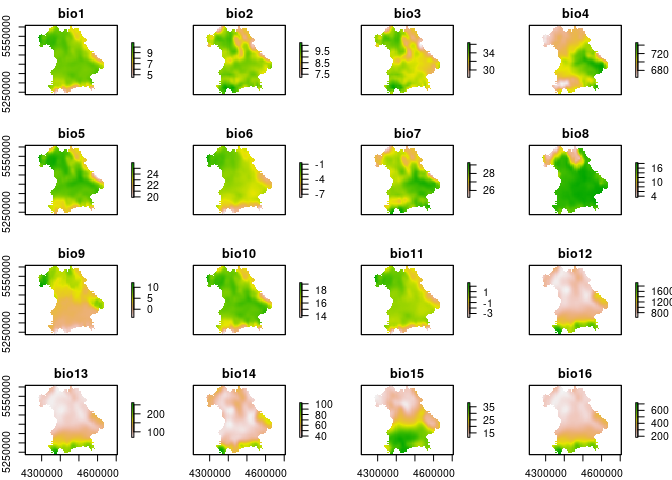 bio1 bio2 bio3 bio4
5550000 5250000
9 7 5
9.5 8.5 7.5
34 30
720 680
bio5 bio6 bio7 bio8
5550000 5250000
24 22 20
-1 -4 -7
28 26
16 10 4
bio9 bio10 bio11 bio12
5550000 5250000
10 5 0
18 16 14
1 -1 -3
1600 1200 800
bio13 bio14 bio15 bio16
5550000 5250000
200 100
100 80 60 40
35 25 15
600 400 200
4300000 4600000 4300000 4600000 4300000 4600000 4300000 4600000